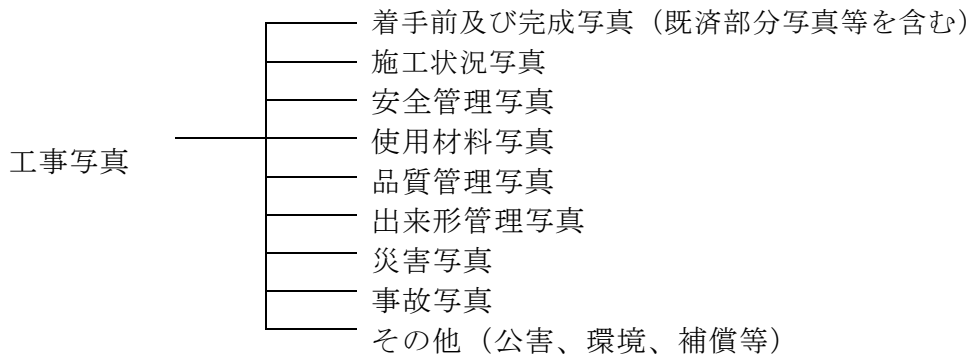 着手前及び完成写真（既済部分写真等を含む）
施工状況写真
安全管理写真
使用材料写真
工事写真
品質管理写真
出来形管理写真
災害写真
事故写真
その他（公害、環境、補償等）